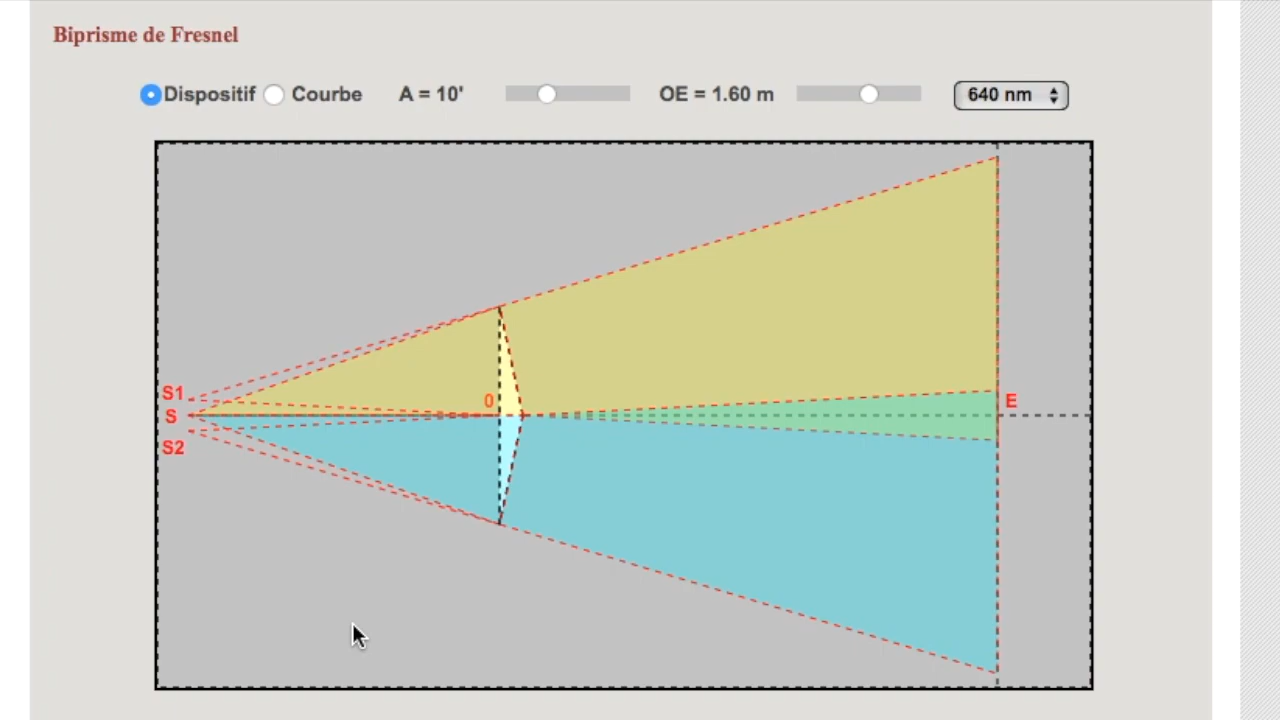 Biprisme de Fresnel
Dispositif Courbe A = 10' OE = 1.60 m 640 nm
S1
S
S2
0
E